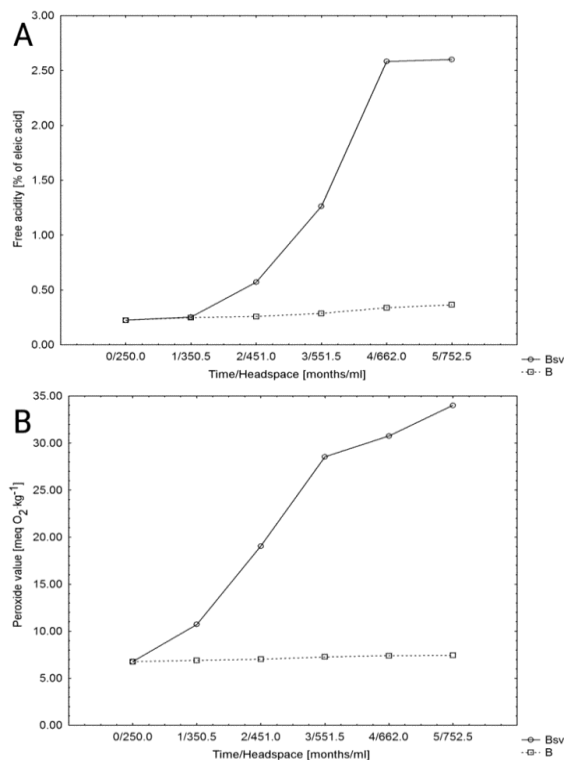 A
3.00
2.50
2.00
1.50
1.00
0.50
0.00
Free acidity [% of eleic acid]
0/250.0 1/350.5 2/451.0 3/551.5 4/662.0 5/752.5
Time/Headspace [months/ml]
Bsv
B
B
35.00
30.00
25.00
20.00
15.00
10.00
5.00
0.00
Peroxide value [meq O₂·kg⁻¹]
0/250.0 1/350.5 2/451.0 3/551.5 4/662.0 5/752.5
Time/Headspace [months/ml]
Bsv
B